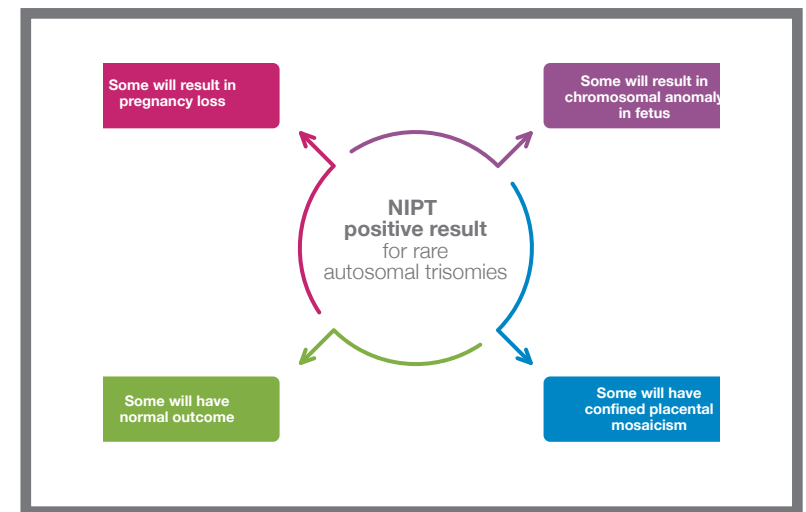 Some will result in
pregnancy loss
Some will result in
chromosomal anomaly
in fetus
NIPT
positive result
for rare
autosomal trisomies
Some will have
normal outcome
Some will have
confined placental
mosaicism